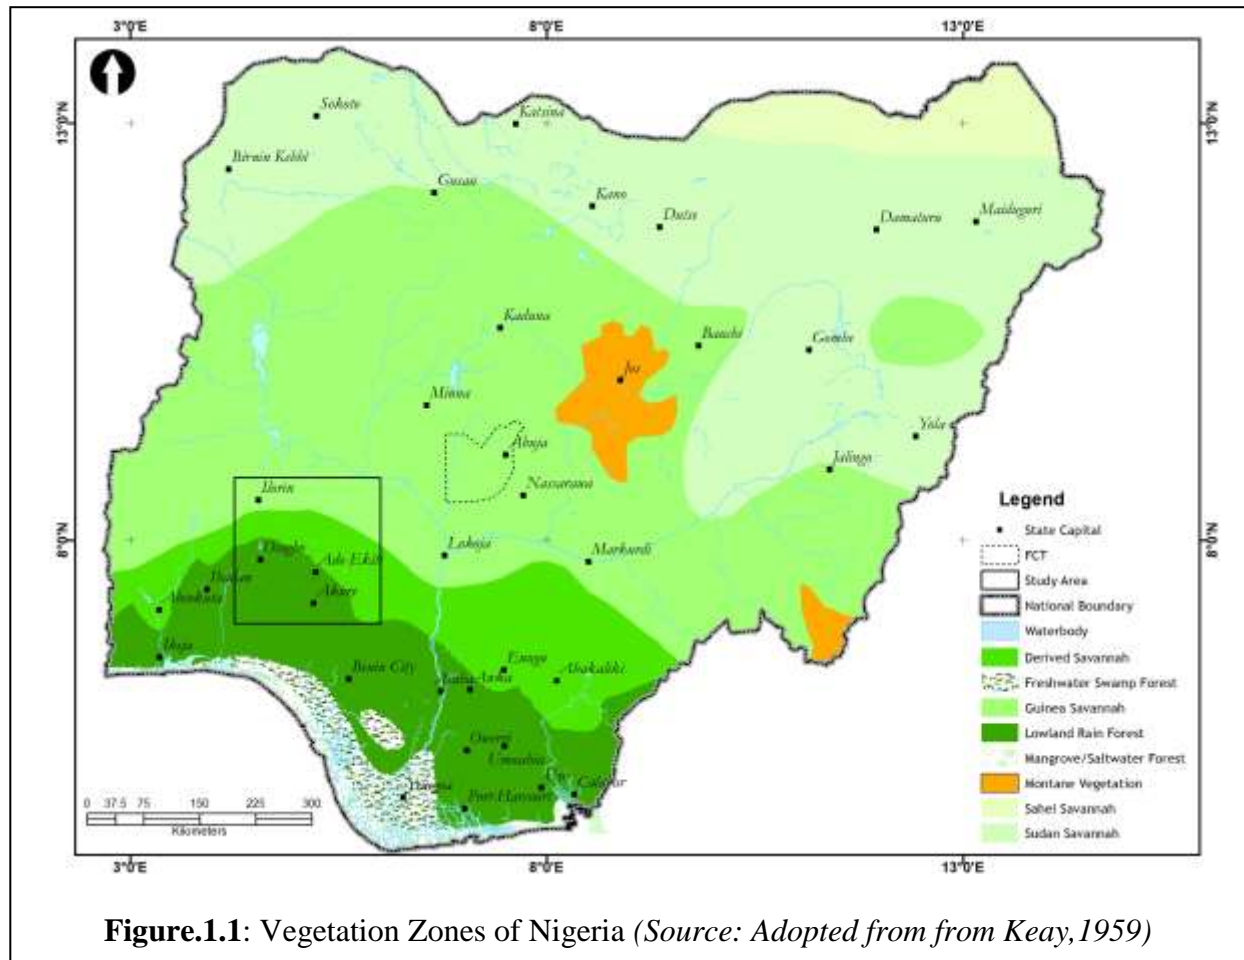 3°0'E 8°0'E 13°0'E
13°0'N 13°0'N
Sokoto
Katsina
Birnin Kebbi
Gusau
Kano
Dutse
Damaturu
Maiduguri
Kaduna
Bauchi
Gombe
Jos
Minna
Yola
Abuja
Jalingo
Nassarawa
Ilorin
Legend
State Capital
8°0'N 8°0'N
Lokoja
Markurdi
FCT
Ado-Ekiti
Study Area
Ibadan
Akure
National Boundary
Abeokuta
Waterbody
Ikeja
Derived Savannah
Benin City
Enugu
Abakaliki
Freshwater Swamp Forest
Awka
Guinea Savannah
Lowland Rain Forest
Owerri
Umuahia
Mangrove/Saltwater Forest
Uyo
Calabar
Montane Vegetation
Port-Harcourt
0 37.5 75 150 225 300
Kilometers
Sahel Savannah
Sudan Savannah
3°0'E 8°0'E 13°0'E
Figure.1.1: Vegetation Zones of Nigeria (Source: Adopted from from Keay,1959)